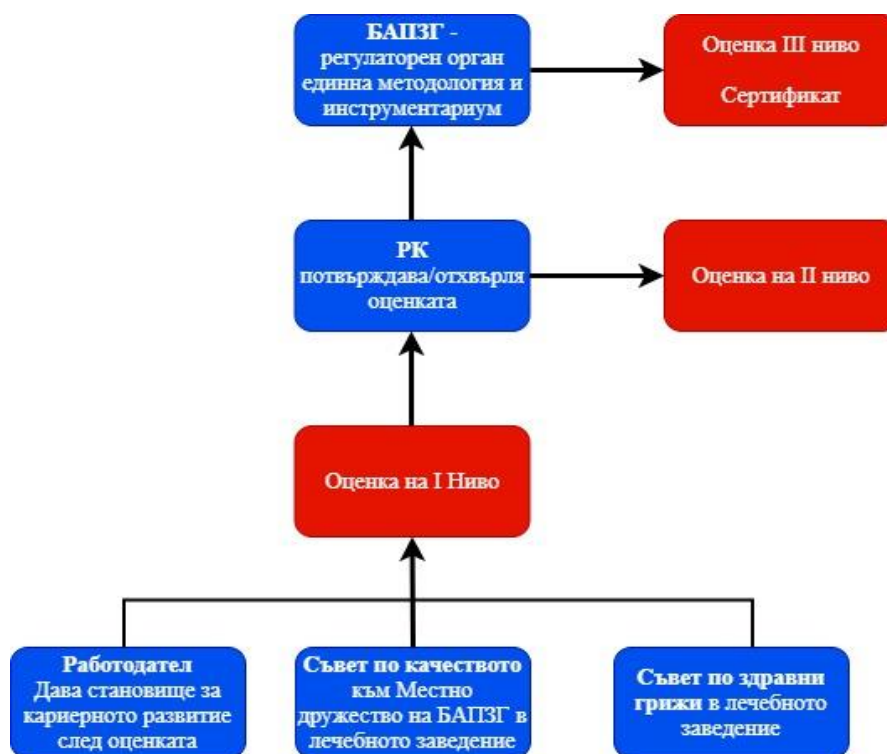 БАПЗГ -
регулаторен орган
единна методология и
инструментариум
Оценка III ниво
Сертификат
РК
потвърждава/отхвърля
оценката
Оценка на II ниво
Оценка на I Ниво
Работодател
Дава становище за
кариерното развитие
след оценката
Съвет по качеството
към Местно
дружество на БАПЗГ в
лечебното заведение
Съвет по здравни
грижи в лечебното
заведение